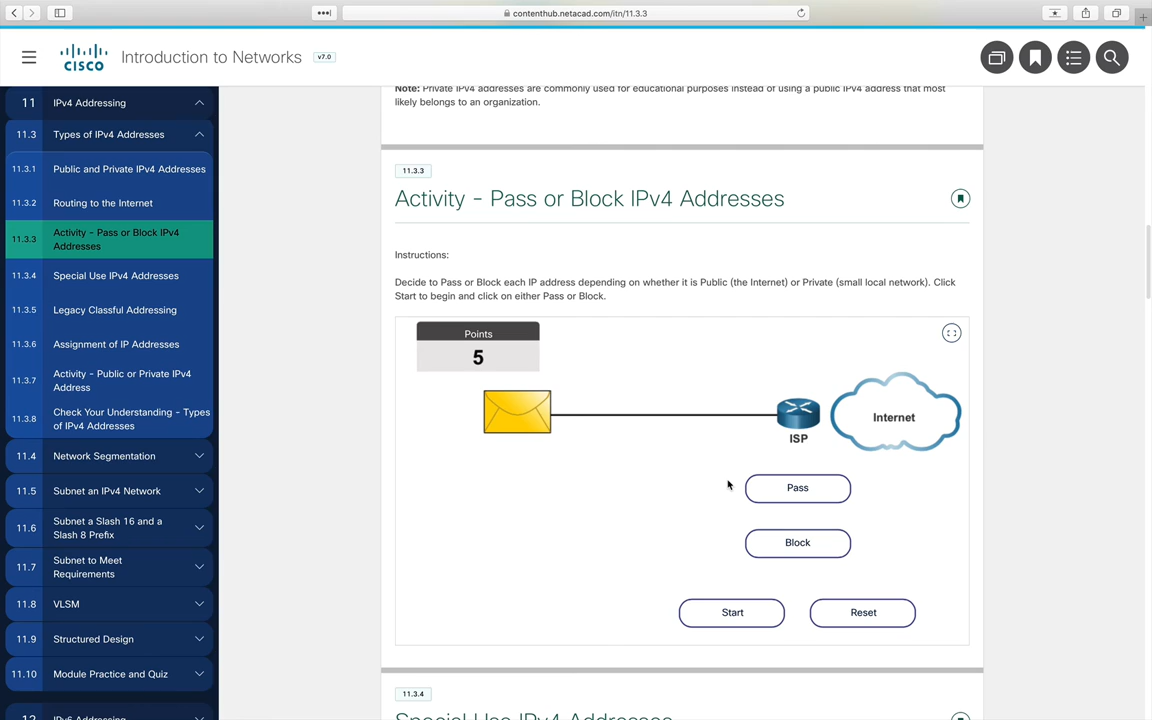 contenthub.netacad.com/itn/11.3.3
CISCO
Introduction to Networks
v7.0
11 IPv4 Addressing
11.3 Types of IPv4 Addresses
11.3.1 Public and Private IPv4 Addresses
11.3.2 Routing to the Internet
11.3.3 Activity - Pass or Block IPv4
Addresses
11.3.4 Special Use IPv4 Addresses
11.3.5 Legacy Classful Addressing
11.3.6 Assignment of IP Addresses
11.3.7 Activity - Public or Private IPv4
Address
11.3.8 Check Your Understanding - Types
of IPv4 Addresses
11.4 Network Segmentation
11.5 Subnet an IPv4 Network
11.6 Subnet a Slash 16 and a
Slash 8 Prefix
11.7 Subnet to Meet
Requirements
11.8 VLSM
11.9 Structured Design
11.10 Module Practice and Quiz
12 IPv6 Addressing
Note: Private IPv4 addresses are commonly used for educational purposes instead of using a public IPv4 address that most
likely belongs to an organization.
11.3.3
Activity - Pass or Block IPv4 Addresses
Instructions:
Decide to Pass or Block each IP address depending on whether it is Public (the Internet) or Private (small local network). Click
Start to begin and click on either Pass or Block.
Points
5
Internet
ISP
Pass
Block
Start
Reset
11.3.4
Special Use IPv4 Addresses